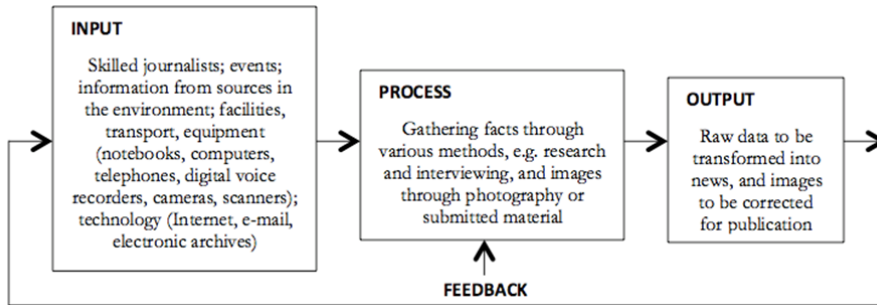 INPUT
Skilled journalists; events;
information from sources in
the environment; facilities,
transport, equipment
(notebooks, computers,
telephones, digital voice
recorders, cameras, scanners);
technology (Internet, e-mail,
electronic archives)
PROCESS
Gathering facts through
various methods, e.g. research
and interviewing, and images
through photography or
submitted material
OUTPUT
Raw data to be
transformed into
news, and images
to be corrected
for publication
FEEDBACK